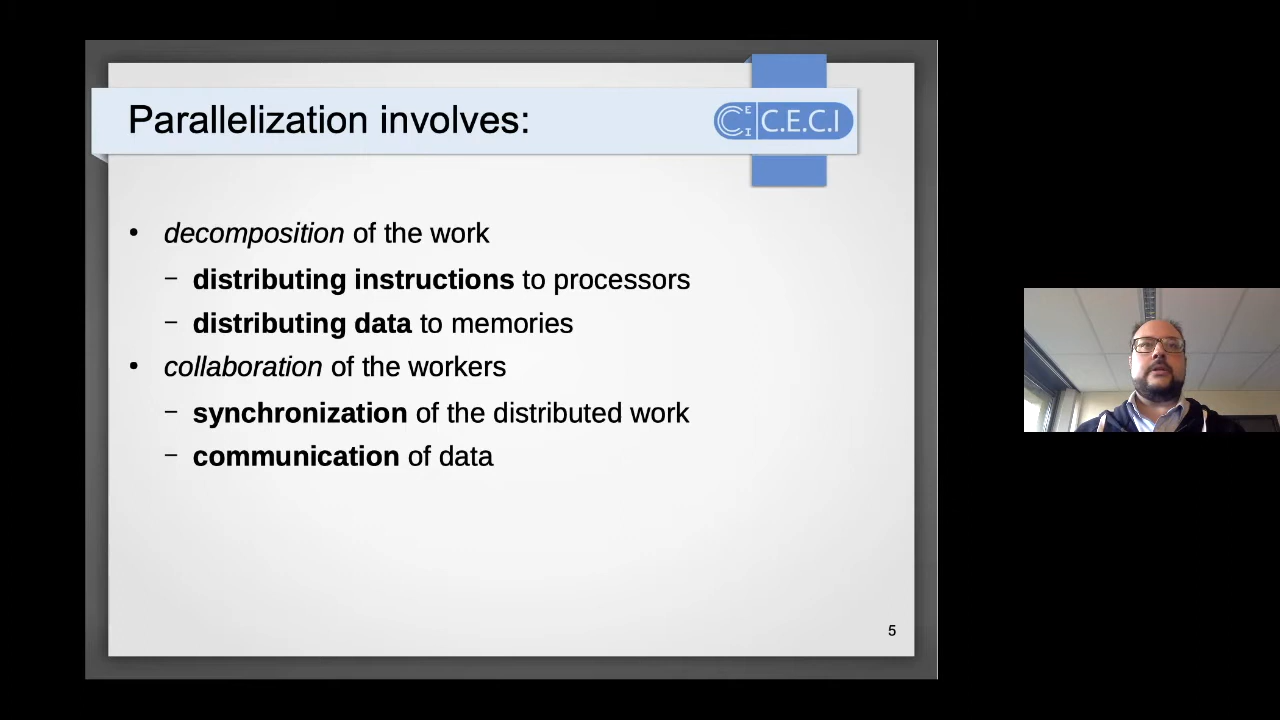 Parallelization involves:
CECI C.E.C.I
• decomposition of the work
– distributing instructions to processors
– distributing data to memories
• collaboration of the workers
– synchronization of the distributed work
– communication of data
5